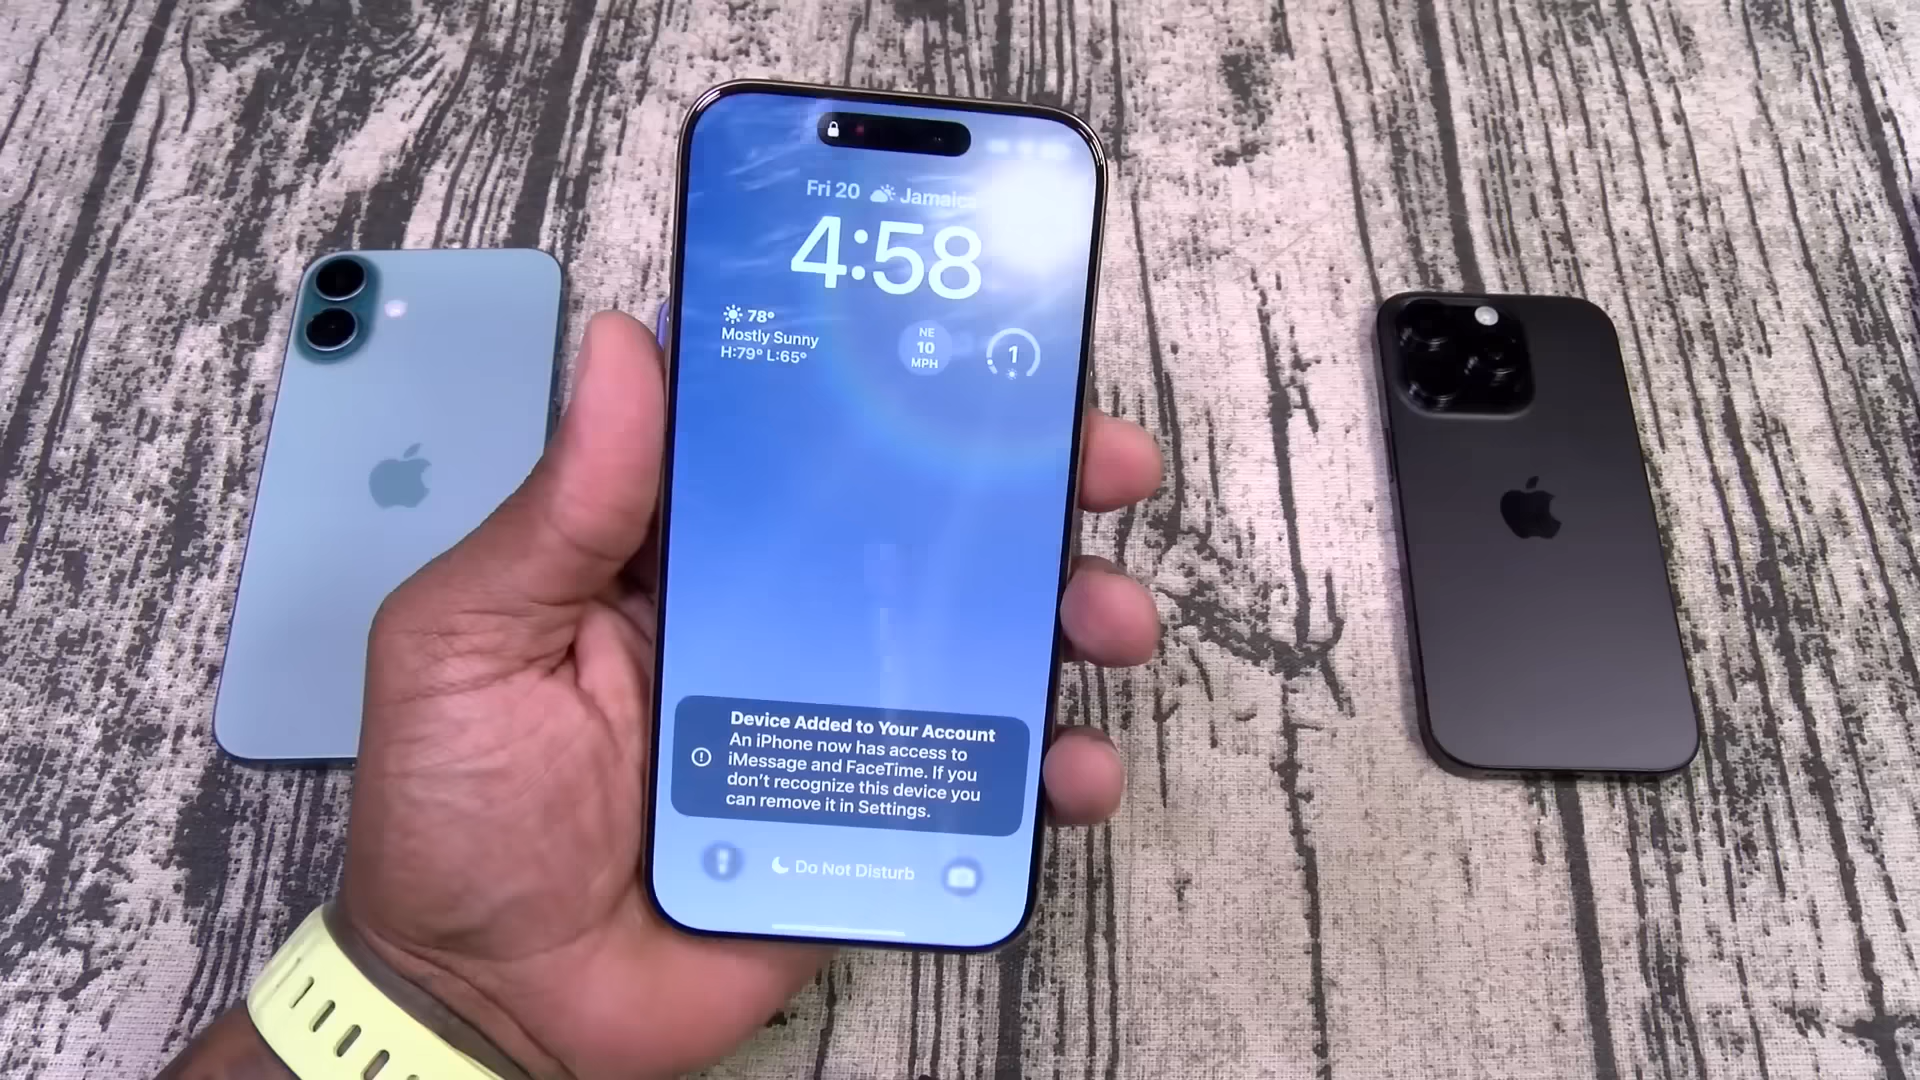 Fri 20 Jamaica
4:58
78°
Mostly Sunny
H:79° L:65°
NE
10
MPH
1
Device Added to Your Account
An iPhone now has access to
iMessage and FaceTime. If you
don’t recognize this device you
can remove it in Settings.
Do Not Disturb